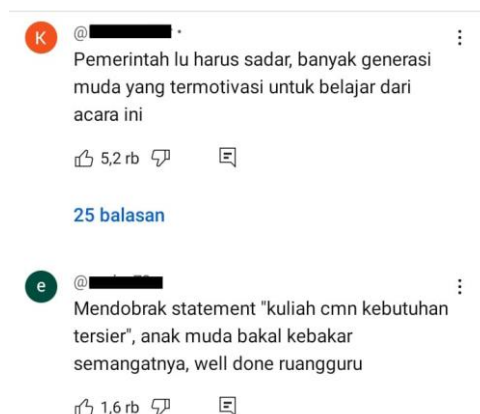 K
@
Pemerintah lu harus sadar, banyak generasi
muda yang termotivasi untuk belajar dari
acara ini
5,2 rb
25 balasan
e
@
Mendobrak statement "kuliah cmn kebutuhan
tersier", anak muda bakal kebakar
semangatnya, well done ruangguru
1,6 rb